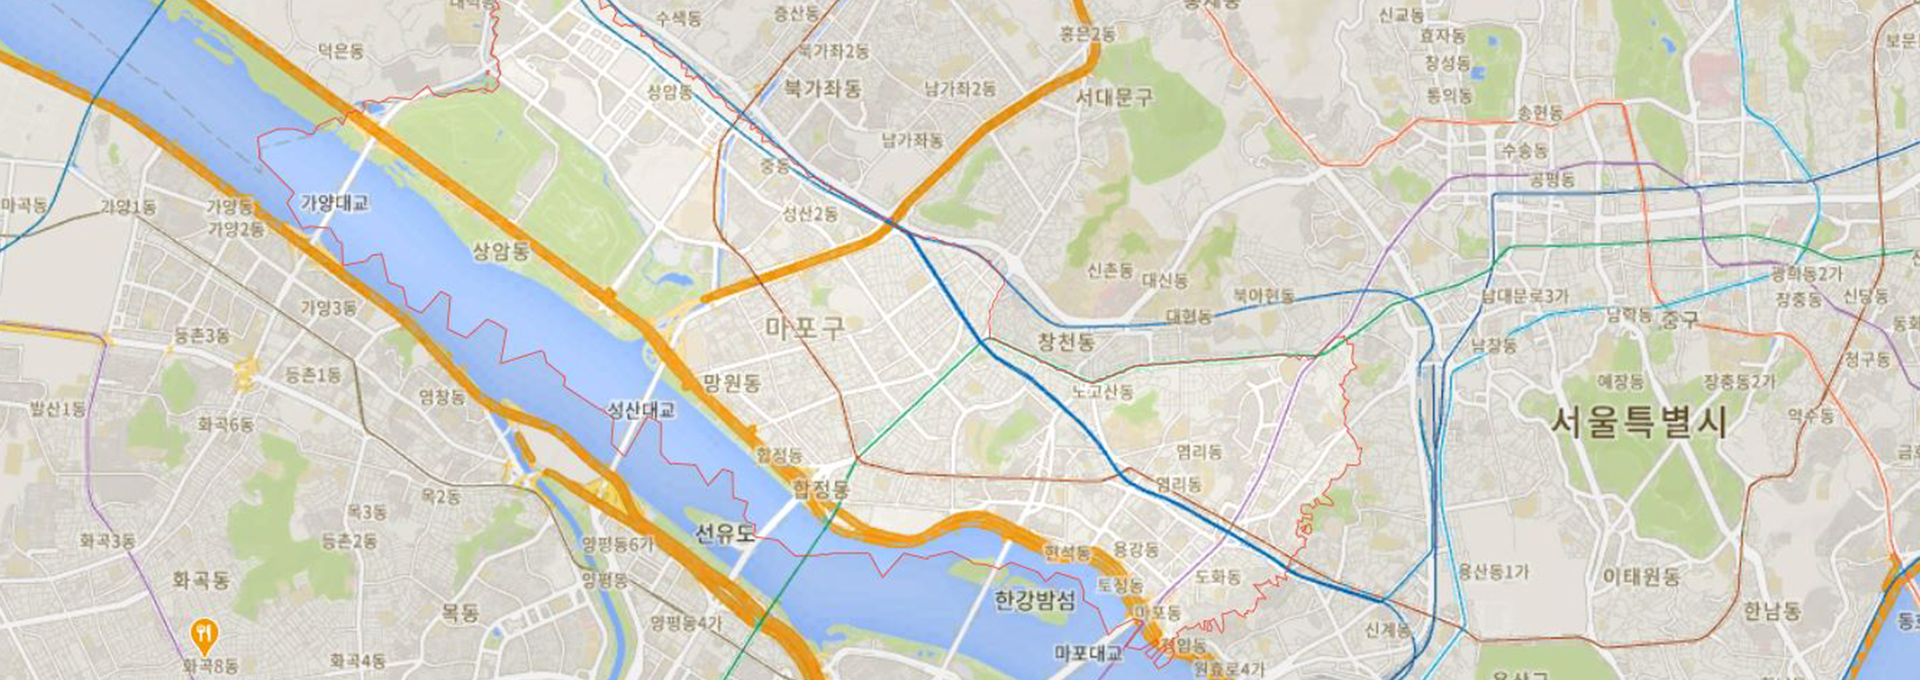 수색동
증산동
신교동
홍은2동
효자동
덕은동
북가좌2동
창성동
상암동
북가좌동
남가좌2동
서대문구
통의동
송현동
남가좌동
수송동
중동
공평동
마곡동
가양1동
가양동
가양대교
성산2동
가양2동
상암동
신촌동
대신동
광희동2가
북아현동
남대문로3가
장충동
신당동
가양3동
대현동
남학동
중구
등촌3동
마포구
창천동
낙창동
청구동
등촌1동
망원동
노고산동
예장동
장충동2가
염창동
발산1동
성산대교
서울특별시
약수동
화곡6동
합정동
염리동
목2동
합정동
염리동
목3동
선유도
화곡3동
등촌2동
양평동6가
현석동
용강동
화곡동
양평동
토정동
도화동
용산동1가
이태원동
목동
한강밤섬
마포동
한남동
양평동4가
신계동
화곡8동
화곡4동
마포대교
원효로4가